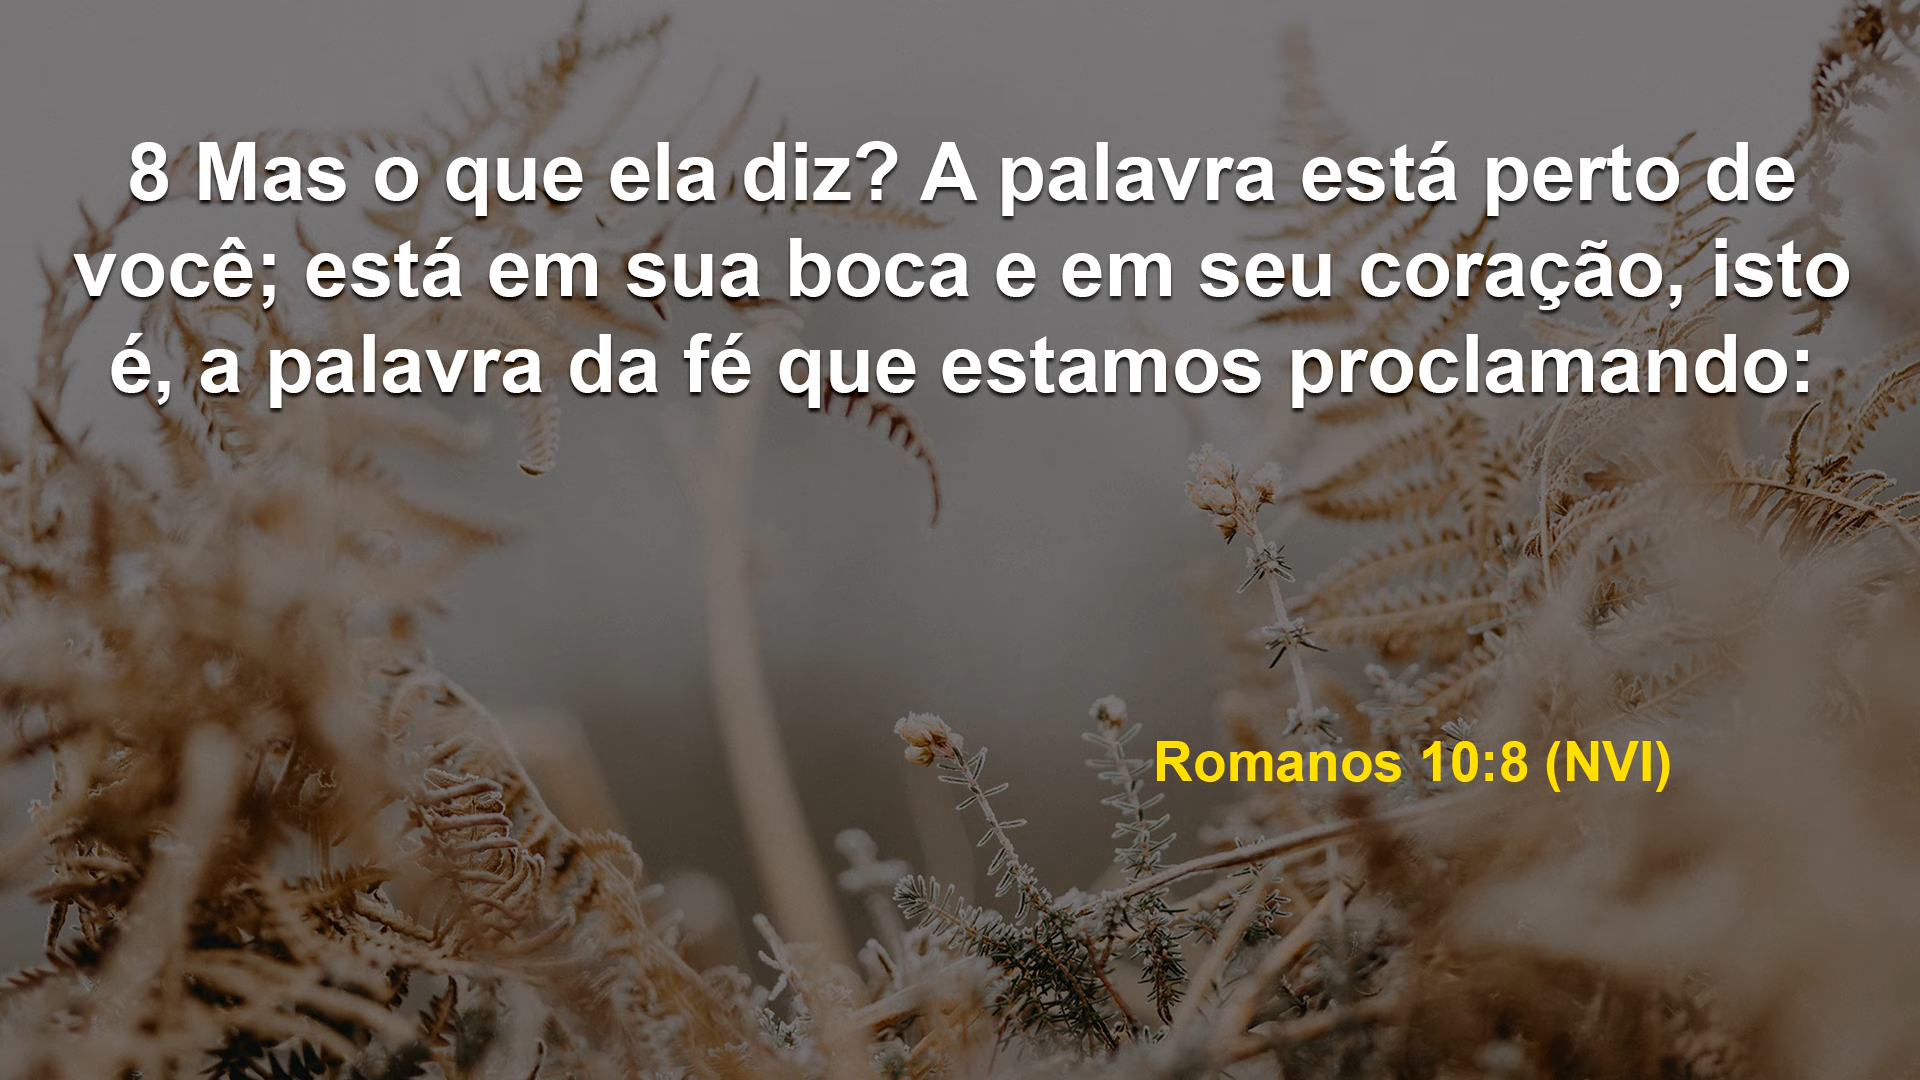 8 Mas o que ela diz? A palavra está perto de
você; está em sua boca e em seu coração, isto
é, a palavra da fé que estamos proclamando:
Romanos 10:8 (NVI)